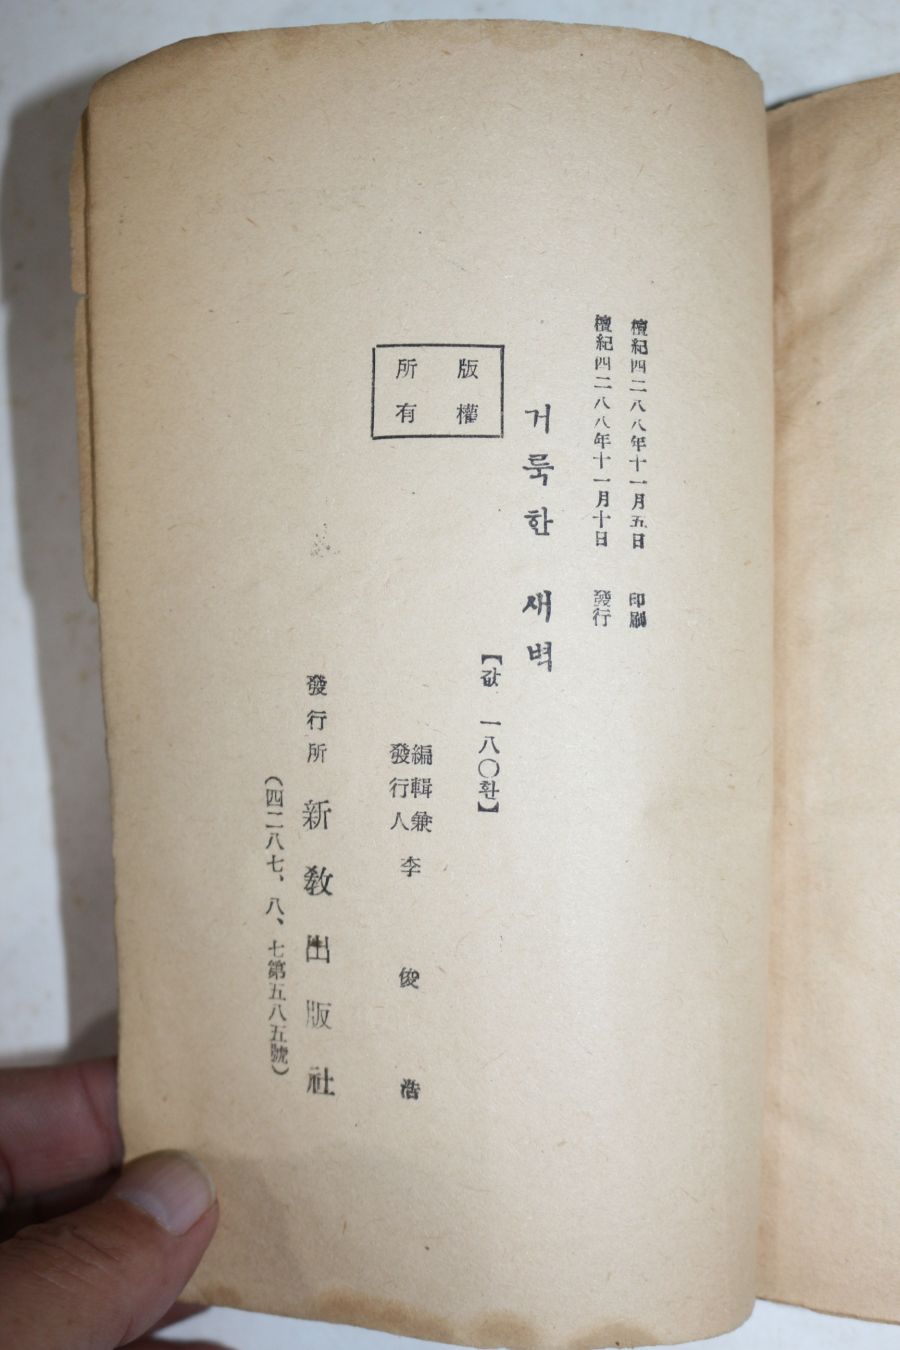 檀紀四二八八年十一月五日 印刷
檀紀四二八八年十一月十日 發行
거룩한 새벽
【값 一八〇환】
版權
所有
編輯兼
發行人 李俊浩
發行所 新敎出版社
(四二八七、八、七第五八五號)